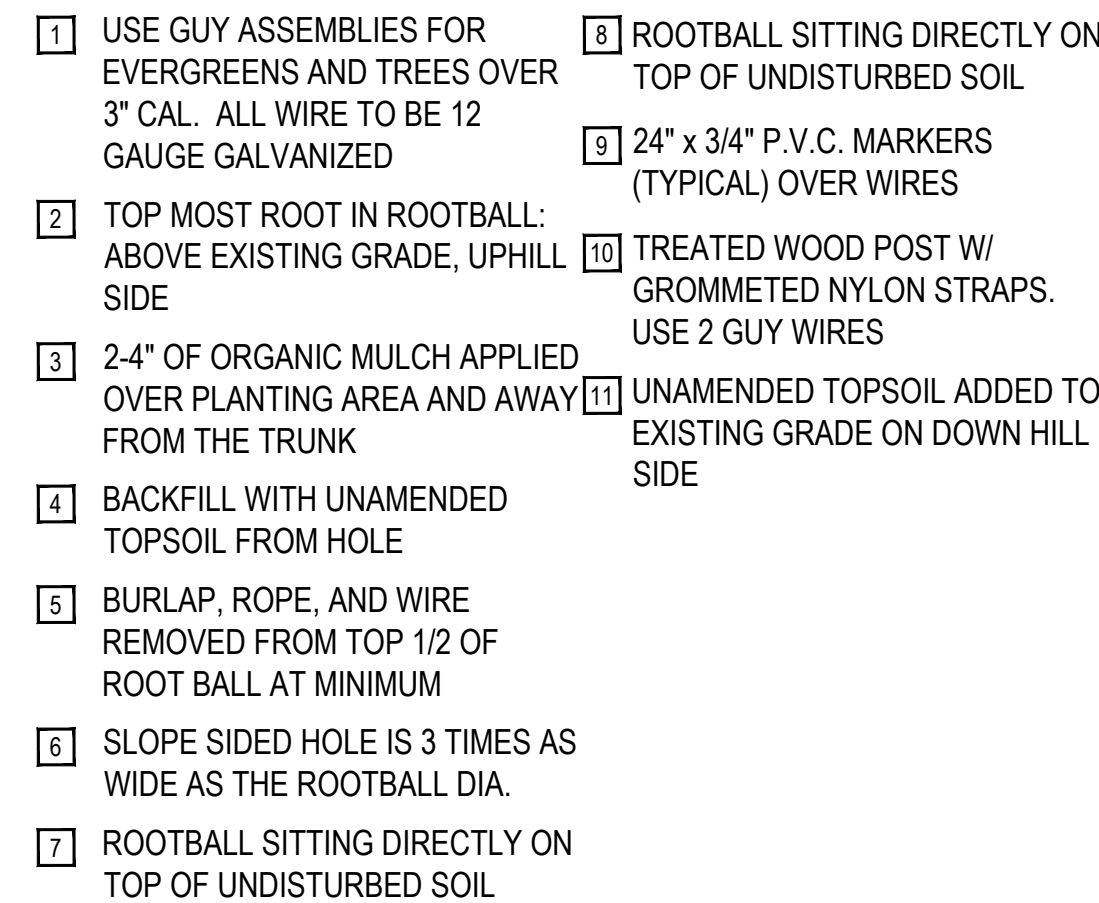 1 USE GUY ASSEMBLIES FOR
EVERGREENS AND TREES OVER
3" CAL.  ALL WIRE TO BE 12
GAUGE GALVANIZED
2 TOP MOST ROOT IN ROOTBALL:
ABOVE EXISTING GRADE, UPHILL
SIDE
3 2-4" OF ORGANIC MULCH APPLIED
OVER PLANTING AREA AND AWAY
FROM THE TRUNK
4 BACKFILL WITH UNAMENDED
TOPSOIL FROM HOLE
5 BURLAP, ROPE, AND WIRE
REMOVED FROM TOP 1/2 OF
ROOT BALL AT MINIMUM
6 SLOPE SIDED HOLE IS 3 TIMES AS
WIDE AS THE ROOTBALL DIA.
7 ROOTBALL SITTING DIRECTLY ON
TOP OF UNDISTURBED SOIL
8 ROOTBALL SITTING DIRECTLY ON
TOP OF UNDISTURBED SOIL
9 24" x 3/4" P.V.C. MARKERS
(TYPICAL) OVER WIRES
10 TREATED WOOD POST W/
GROMMETED NYLON STRAPS.
USE 2 GUY WIRES
11 UNAMENDED TOPSOIL ADDED TO
EXISTING GRADE ON DOWN HILL
SIDE